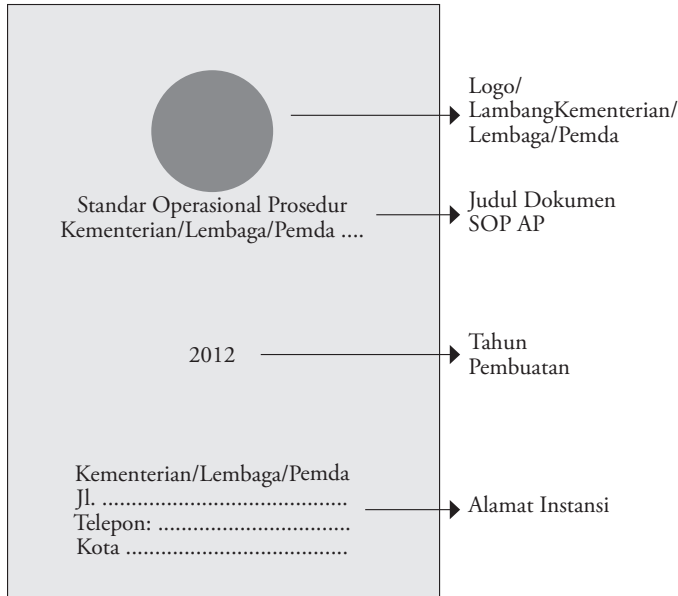 Logo/
LambangKementerian/
Lembaga/Pemda
Standar Operasional Prosedur
Kementerian/Lembaga/Pemda ....
Judul Dokumen
SOP AP
2012
Tahun
Pembuatan
Kementerian/Lembaga/Pemda
Jl. .....................................
Telepon: .............................
Kota ..................................
Alamat Instansi